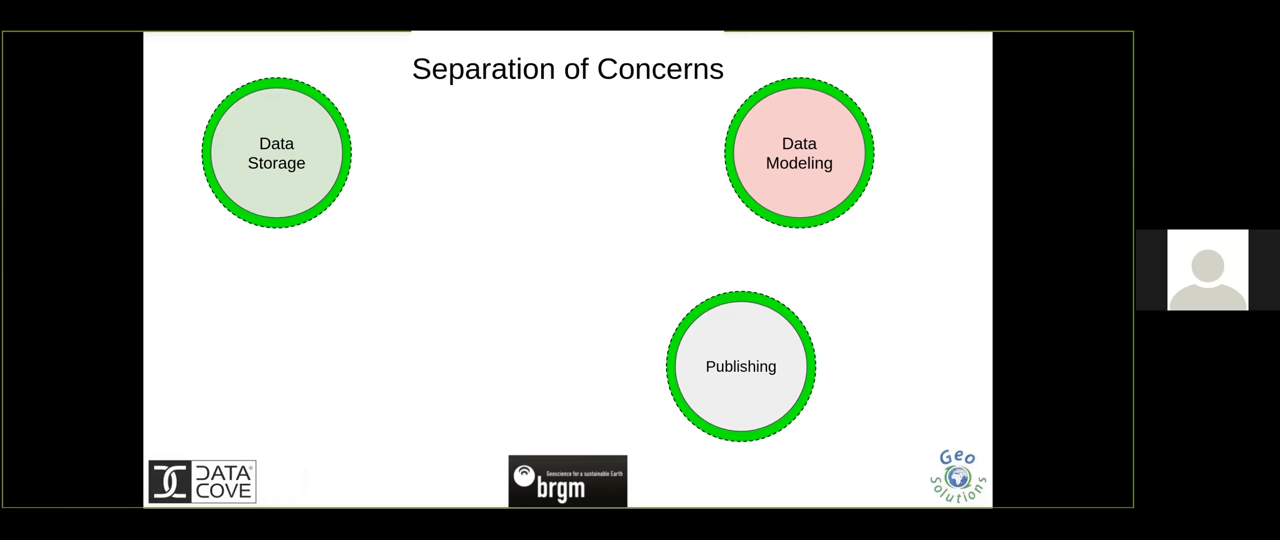 Separation of Concerns
Data
Storage
Data
Modeling
Publishing
DATA
COVE
Geoscience for a sustainable Earth
brgm
Geo
Solutions